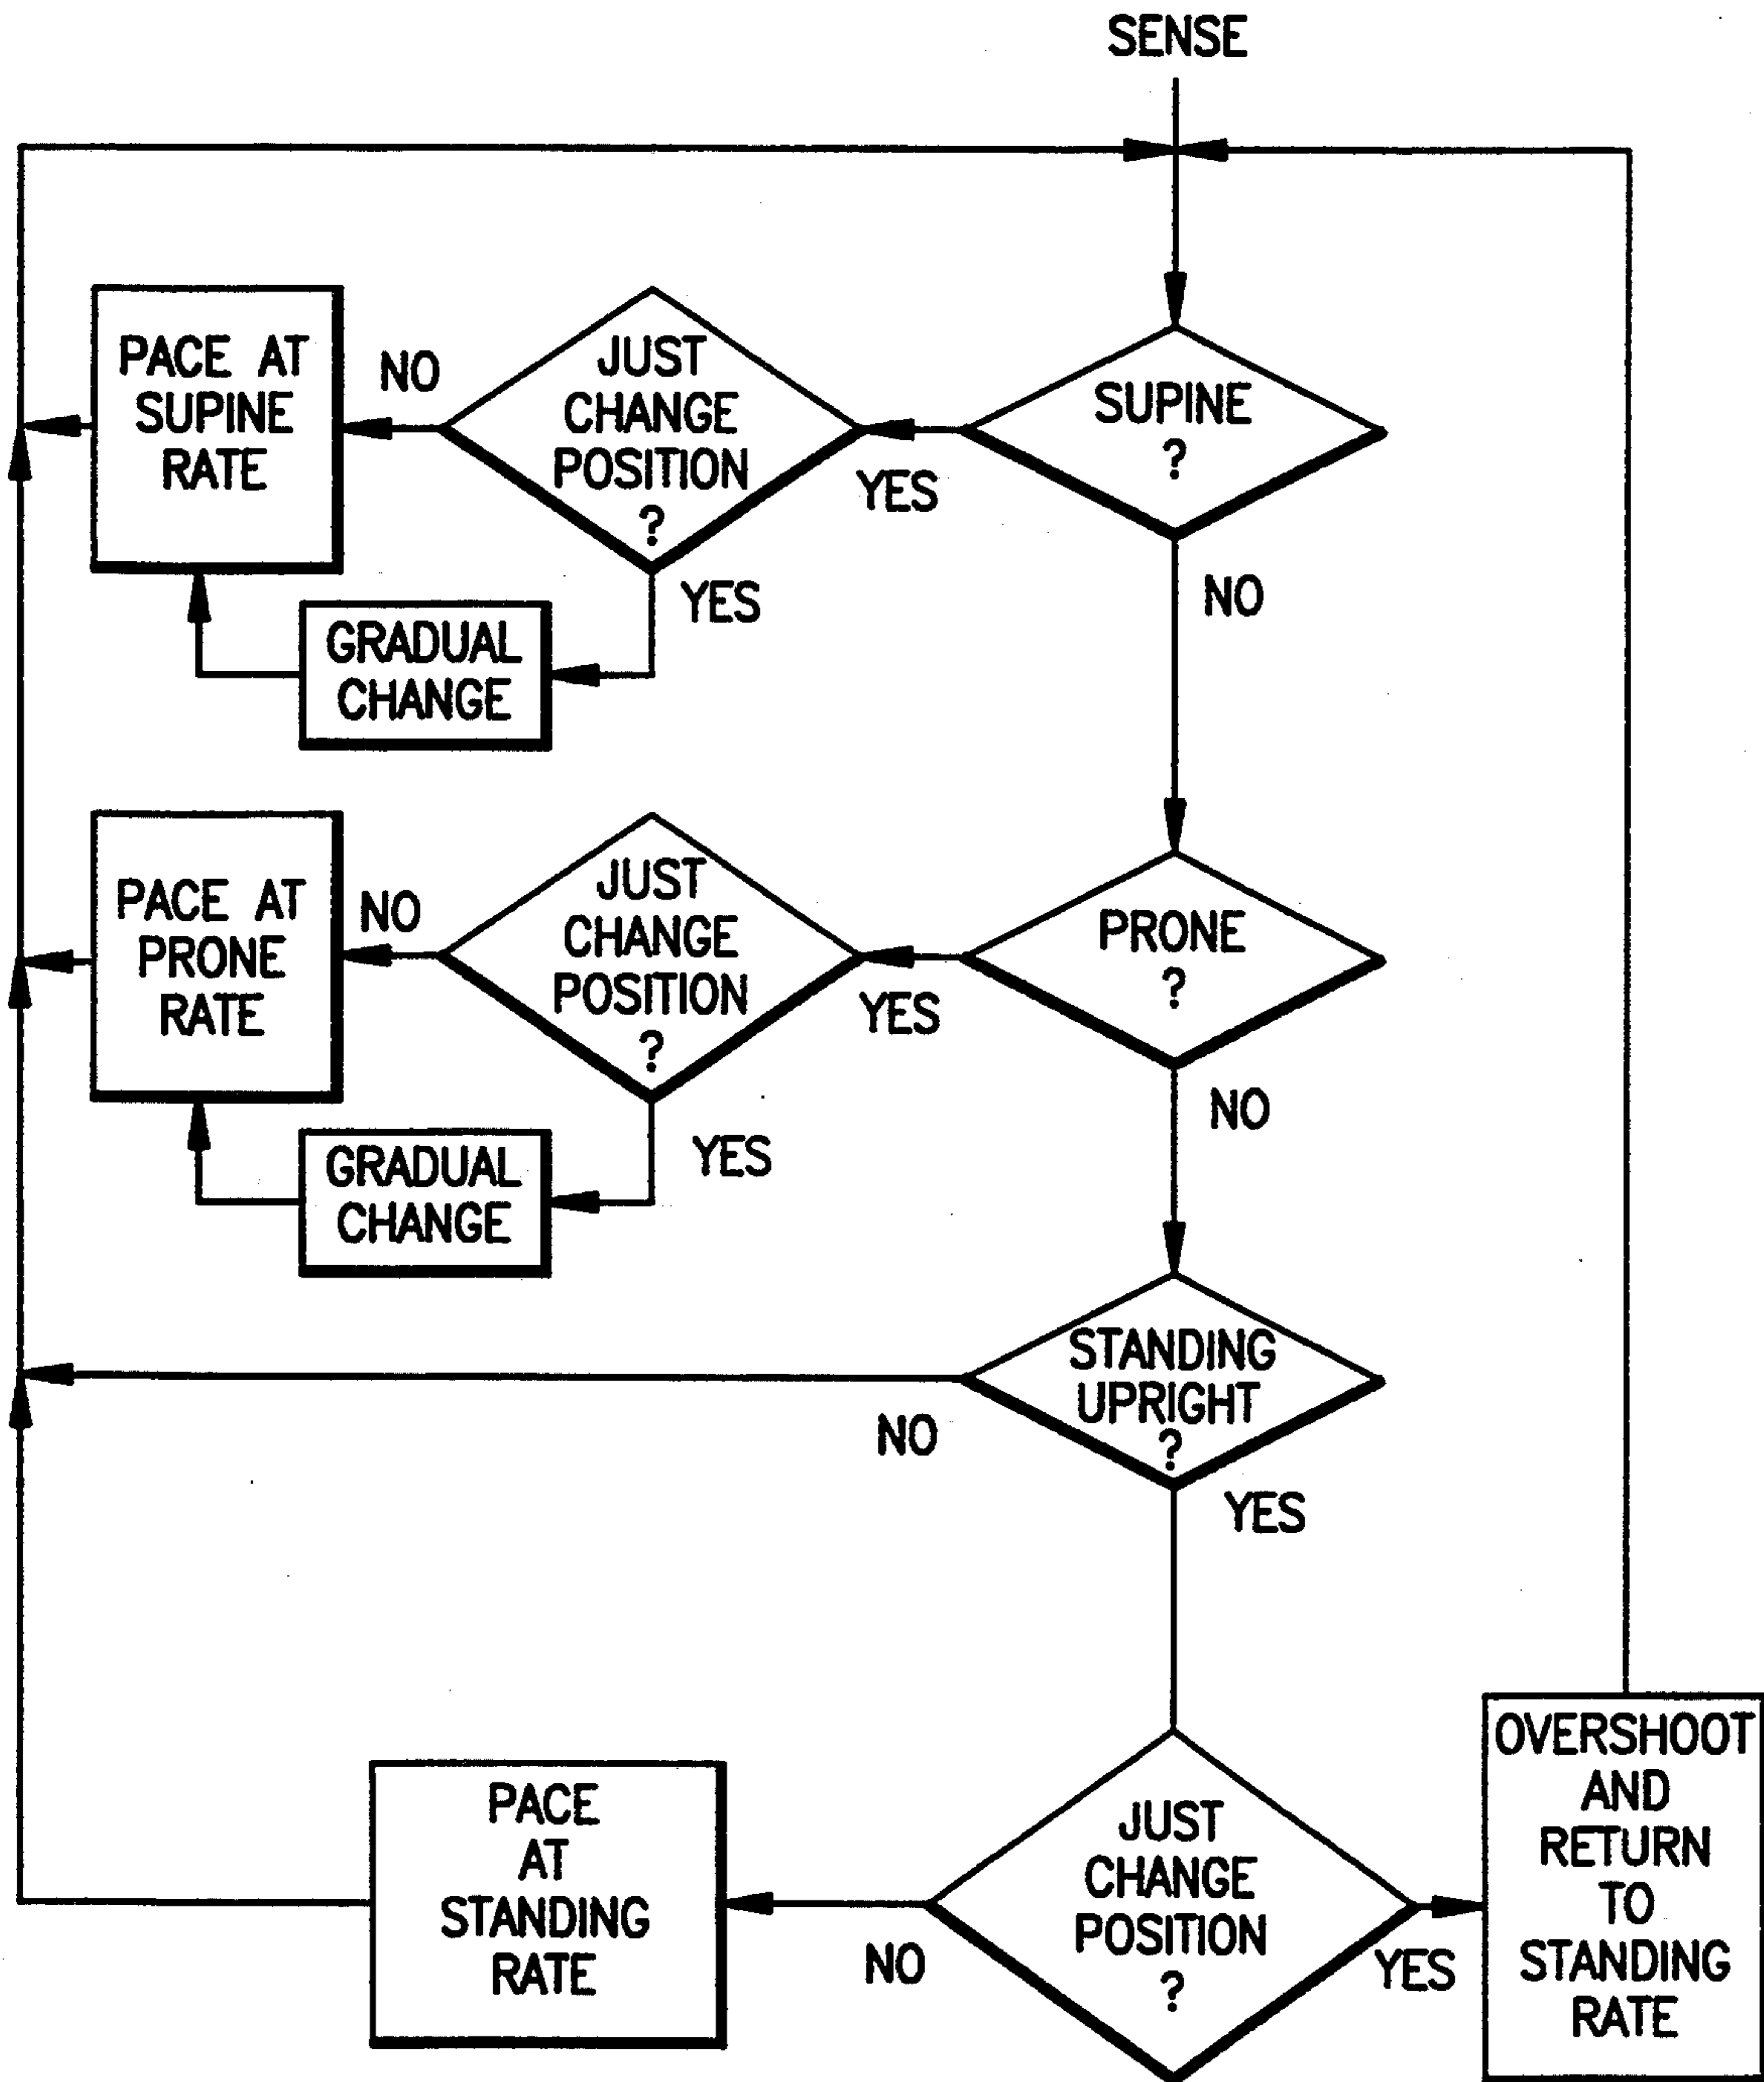 SENSE
SUPINE
?
YES
NO
JUST
CHANGE
POSITION
?
NO
YES
PACE AT
SUPINE
RATE
GRADUAL
CHANGE
PRONE
?
YES
NO
JUST
CHANGE
POSITION
?
NO
YES
PACE AT
PRONE
RATE
GRADUAL
CHANGE
STANDING
UPRIGHT
?
NO
YES
JUST
CHANGE
POSITION
?
NO
YES
PACE
AT
STANDING
RATE
OVERSHOOT
AND
RETURN
TO
STANDING
RATE